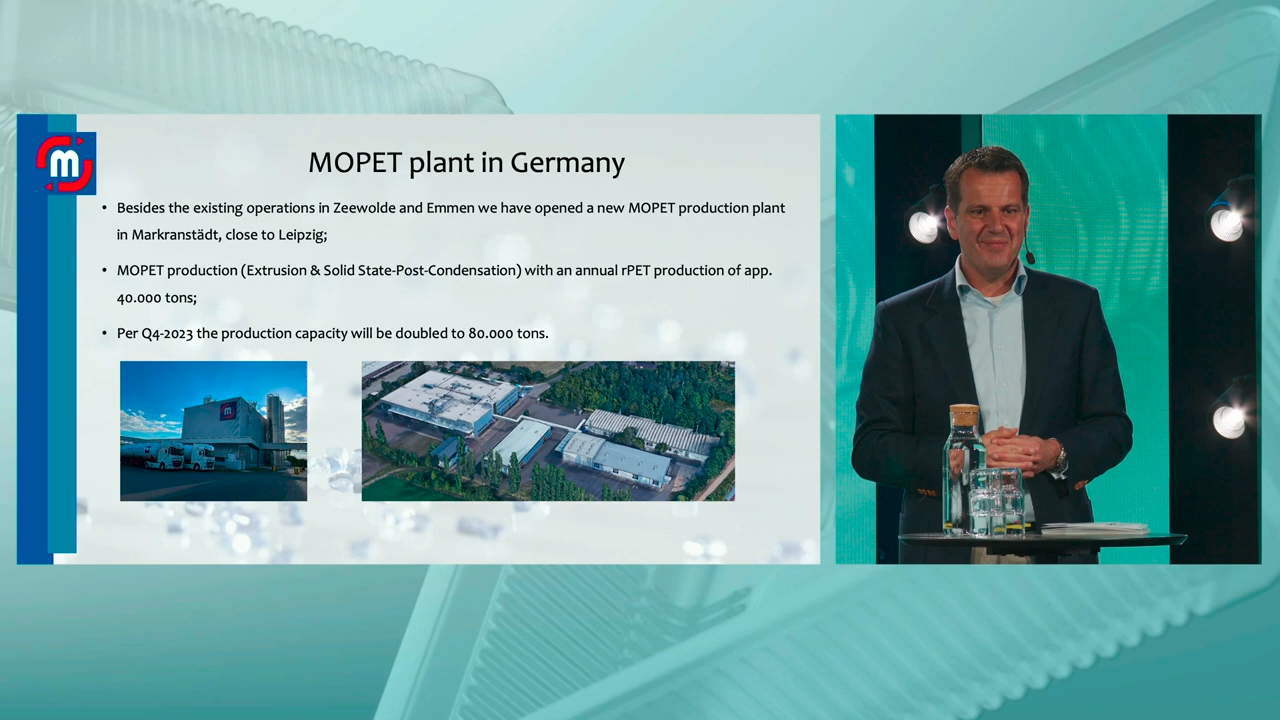 m
MOPET plant in Germany
• Besides the existing operations in Zeewolde and Emmen we have opened a new MOPET production plant
in Markranstädt, close to Leipzig;
• MOPET production (Extrusion & Solid State-Post-Condensation) with an annual rPET production of app.
40.000 tons;
• Per Q4-2023 the production capacity will be doubled to 80.000 tons.
m